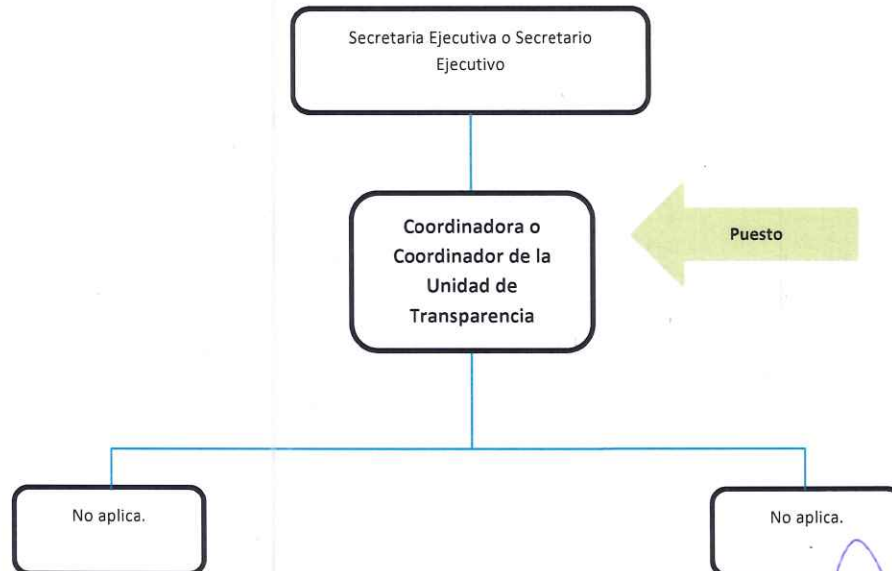 Secretaria Ejecutiva o Secretario
Ejecutivo
Coordinadora o
Coordinador de la
Unidad de
Transparencia
Puesto
No aplica.
No aplica.